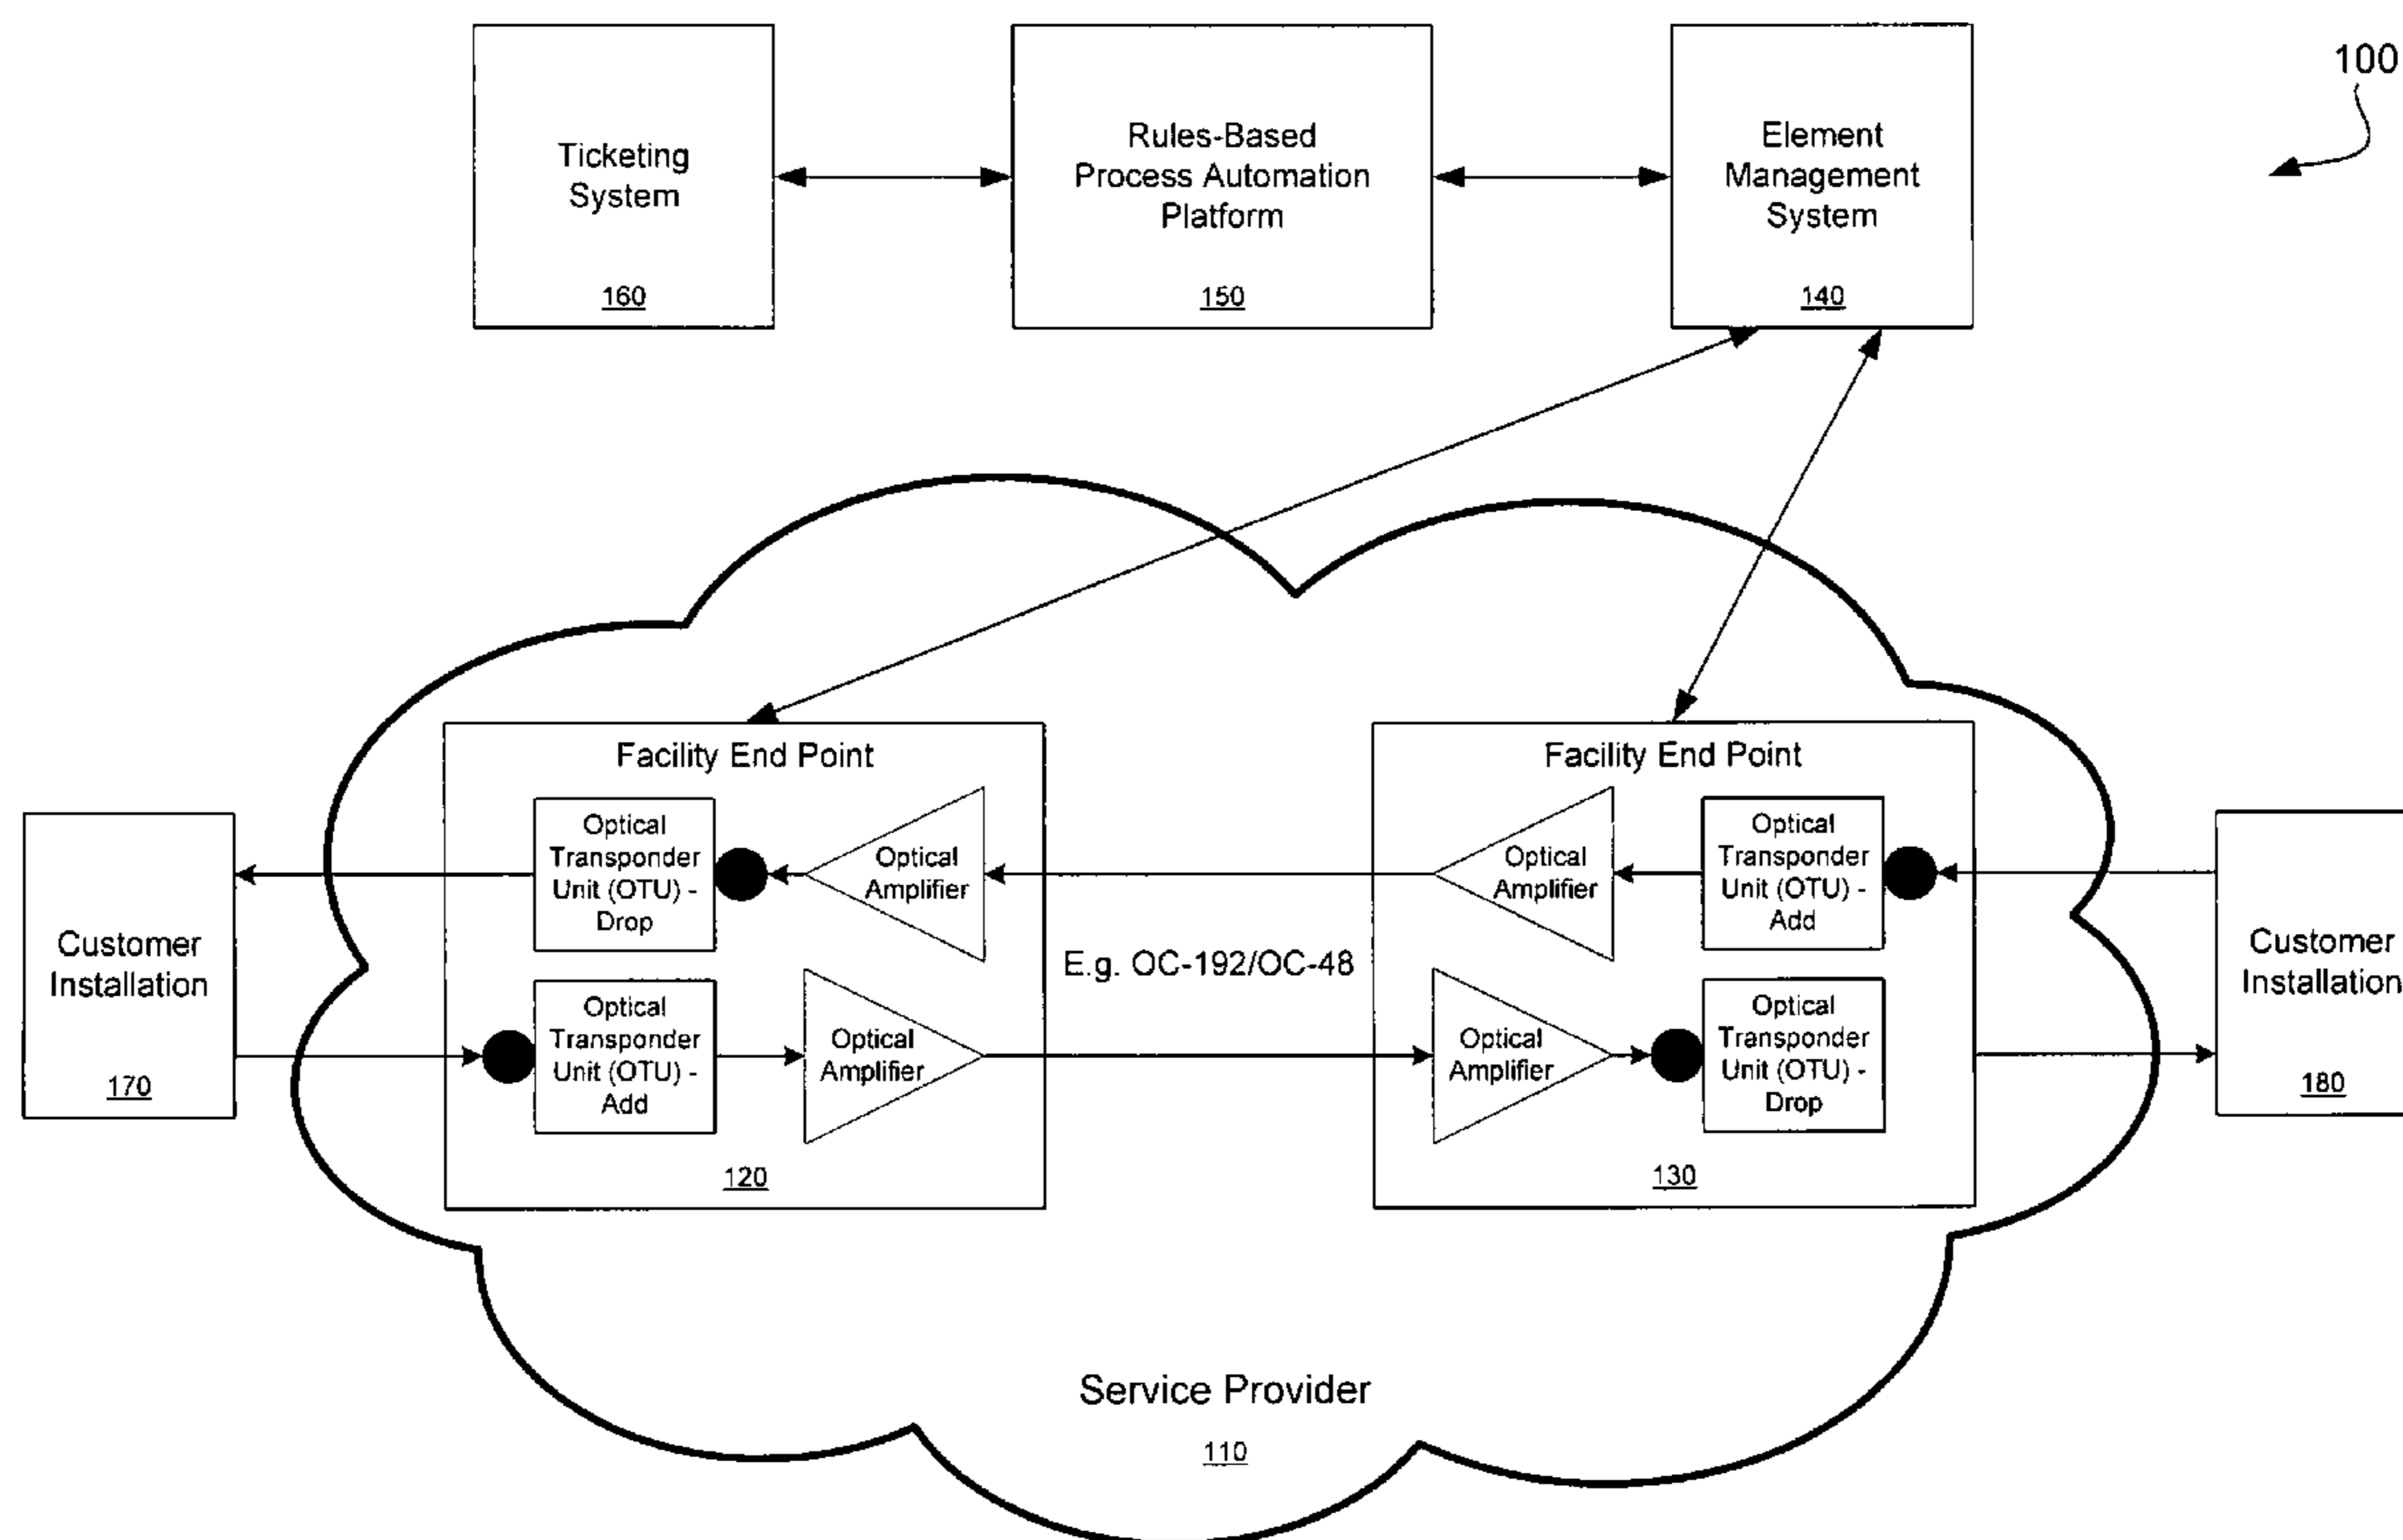 100
Ticketing
System
160
Rules-Based
Process Automation
Platform
150
Element
Management
System
140
Facility End Point
Optical
Transponder
Unit (OTU) -
Drop
Optical
Amplifier
Optical
Transponder
Unit (OTU) -
Add
Optical
Amplifier
120
E.g. OC-192/OC-48
Facility End Point
Optical
Amplifier
Optical
Transponder
Unit (OTU) -
Add
Optical
Amplifier
Optical
Transponder
Unit (OTU) -
Drop
130
Customer
Installation
170
Customer
Installation
180
Service Provider
110